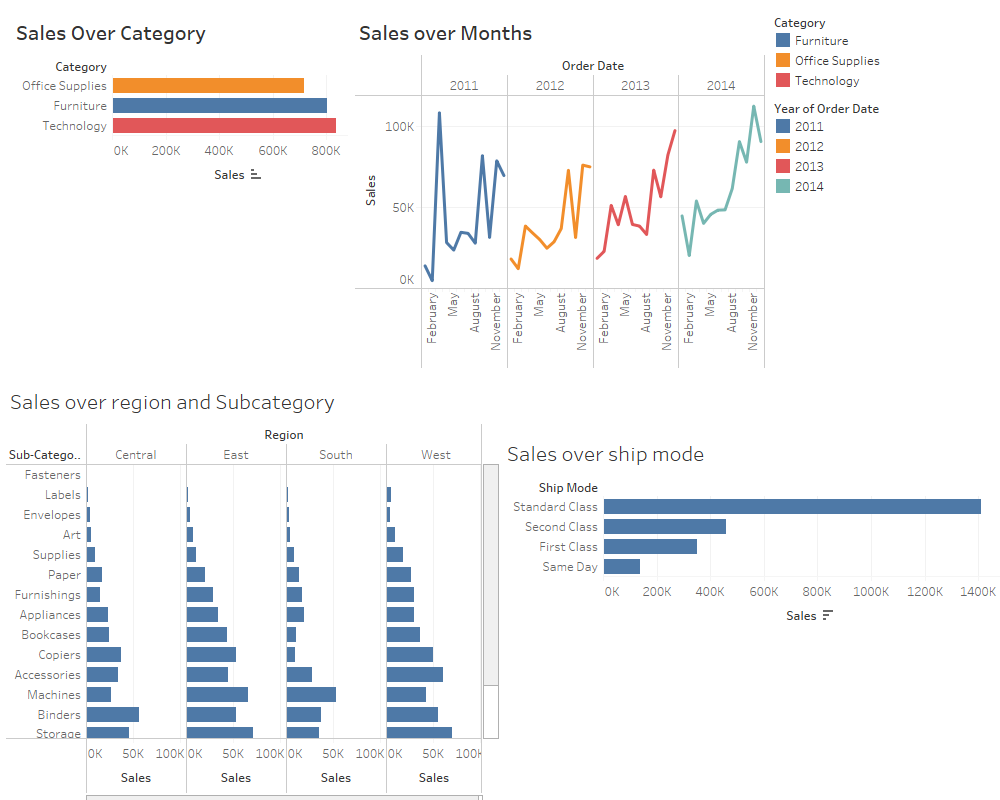 Sales Over Category
Category
Office Supplies
Furniture
Technology
0K 200K 400K 600K 800K
Sales
Sales over Months
Order Date
2011 2012 2013 2014
Sales
100K
50K
0K
February May August November February May August November February May August November February May August November
Category
Furniture
Office Supplies
Technology
Year of Order Date
2011
2012
2013
2014
Sales over region and Subcategory
Region
Sub-Catego.. Central East South West
Fasteners
Labels
Envelopes
Art
Supplies
Paper
Furnishings
Appliances
Bookcases
Copiers
Accessories
Machines
Binders
Storage
0K 50K 100K 0K 50K 100K 0K 50K 100K 0K 50K 100K
Sales Sales Sales Sales
Sales over ship mode
Ship Mode
Standard Class
Second Class
First Class
Same Day
0K 200K 400K 600K 800K 1000K 1200K 1400K
Sales